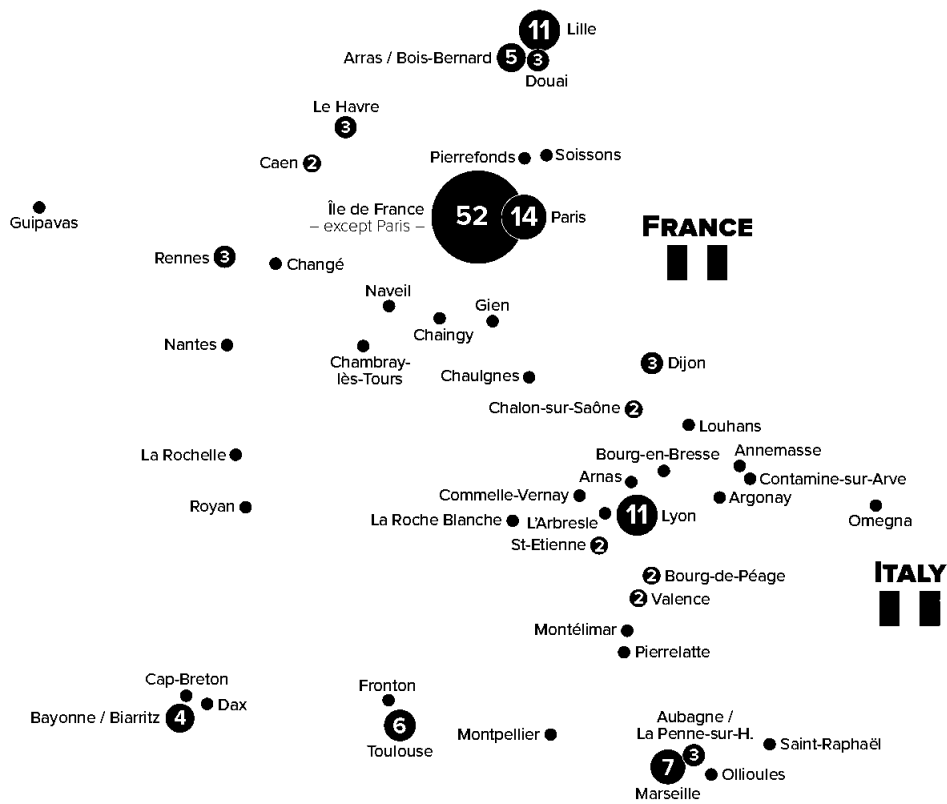 11 Lille
Arras / Bois-Bernard 5 3
Douai
Le Havre
3
Caen 2
Pierrefonds Soissons
Île de France
– except Paris –
52 14 Paris
Guipavas
FRANCE
Rennes 3
Changé
Naveil
Gien
Chaingy
Nantes
Chambray-
lès-Tours
3 Dijon
Chaulgnes
Chalon-sur-Saône 2
Louhans
La Rochelle
Bourg-en-Bresse
Annemasse
Arnas
Contamine-sur-Arve
Commelle-Vernay
Argonay
Royan
La Roche Blanche
L'Arbresle
11 Lyon
Omegna
St-Etienne 2
2 Bourg-de-Péage
ITALY
2 Valence
Montélimar
Pierrelatte
Cap-Breton
Dax
Bayonne / Biarritz 4
Fronton
6
Toulouse
Montpellier
Aubagne /
La Penne-sur-H.
3
Saint-Raphaël
7
Ollioules
Marseille